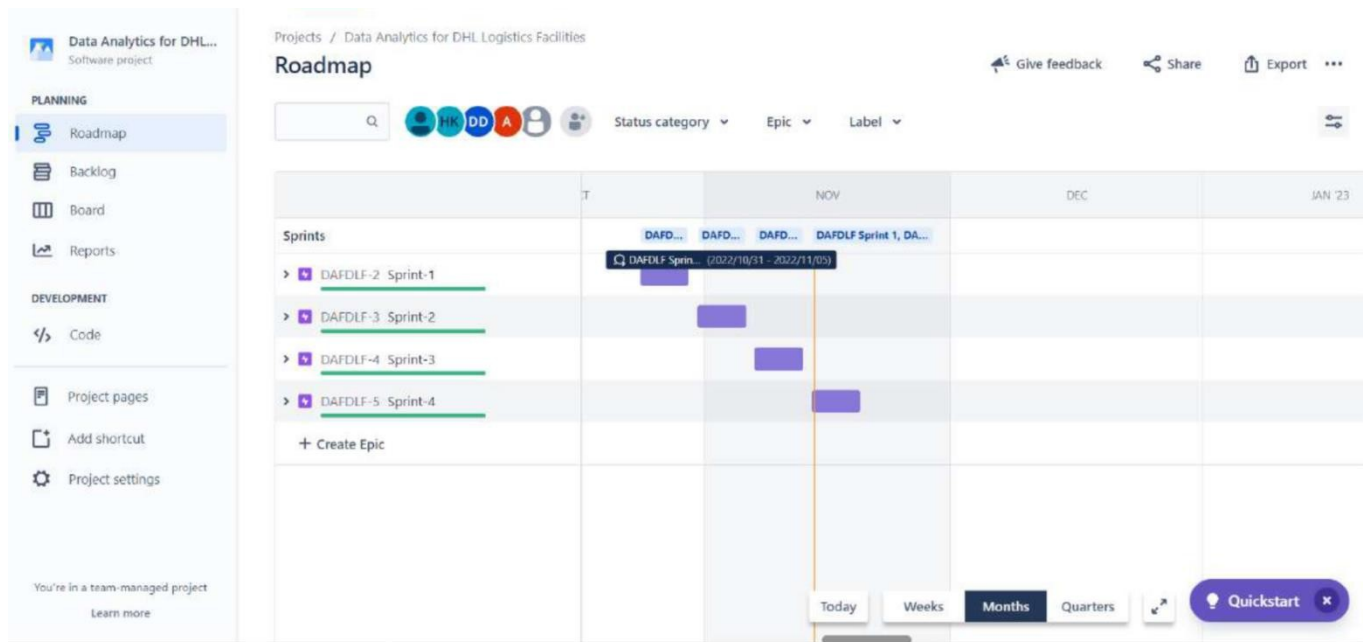 Data Analytics for DHL...
Software project
PLANNING
Roadmap
Backlog
Board
Reports
DEVELOPMENT
Code
Project pages
Add shortcut
Project settings
You're in a team-managed project
Learn more
Projects / Data Analytics for DHL Logistics Facilities
Roadmap
Give feedback
Share
Export
HK DD A
Status category
Epic
Label
T NOV DEC JAN '23
Sprints
DAFD... DAFD... DAFD... DAFDLF Sprint 1, DA...
DAFDLF Sprin... (2022/10/31 - 2022/11/05)
DAFDLF-2 Sprint-1
DAFDLF-3 Sprint-2
DAFDLF-4 Sprint-3
DAFDLF-5 Sprint-4
+ Create Epic
Today Weeks Months Quarters
Quickstart